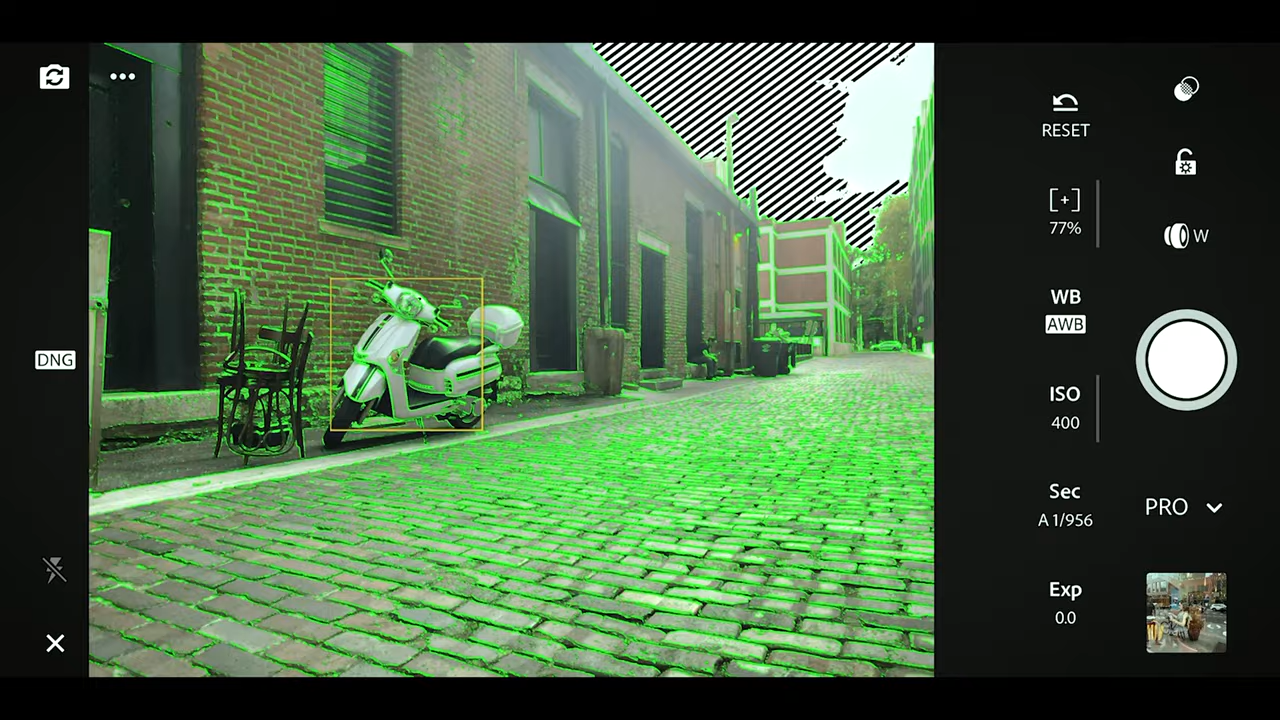 RESET
77%
W
WB
AWB
DNG
ISO
400
Sec
A 1/956
PRO
Exp
0.0